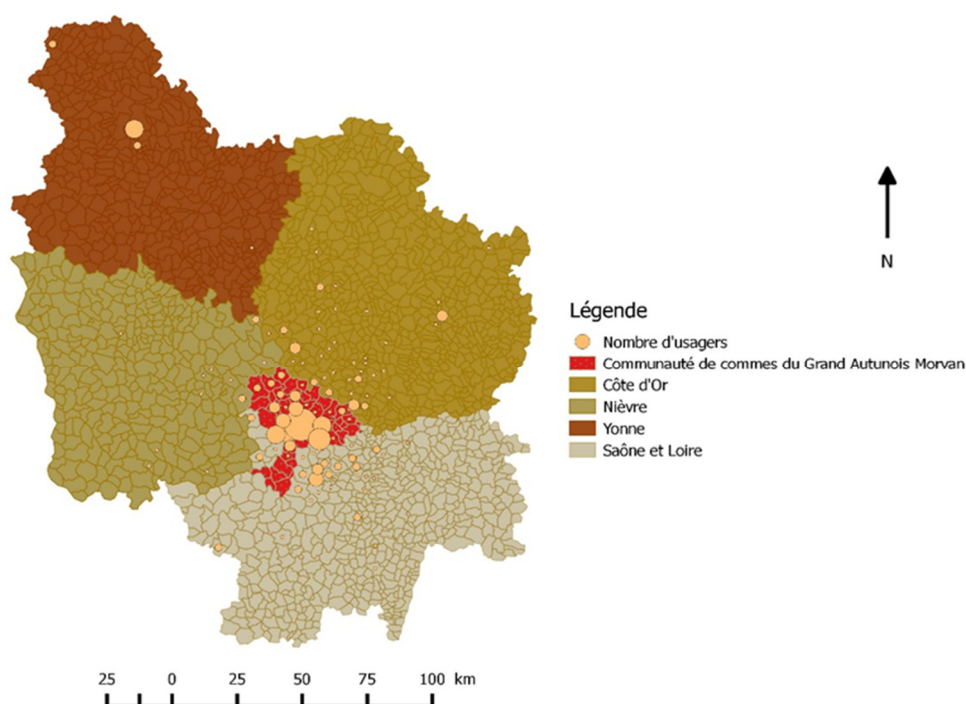 N
Légende
Nombre d'usagers
Communauté de commes du Grand Autunois Morvan
Côte d'Or
Nièvre
Yonne
Saône et Loire
25 0 25 50 75 100 km